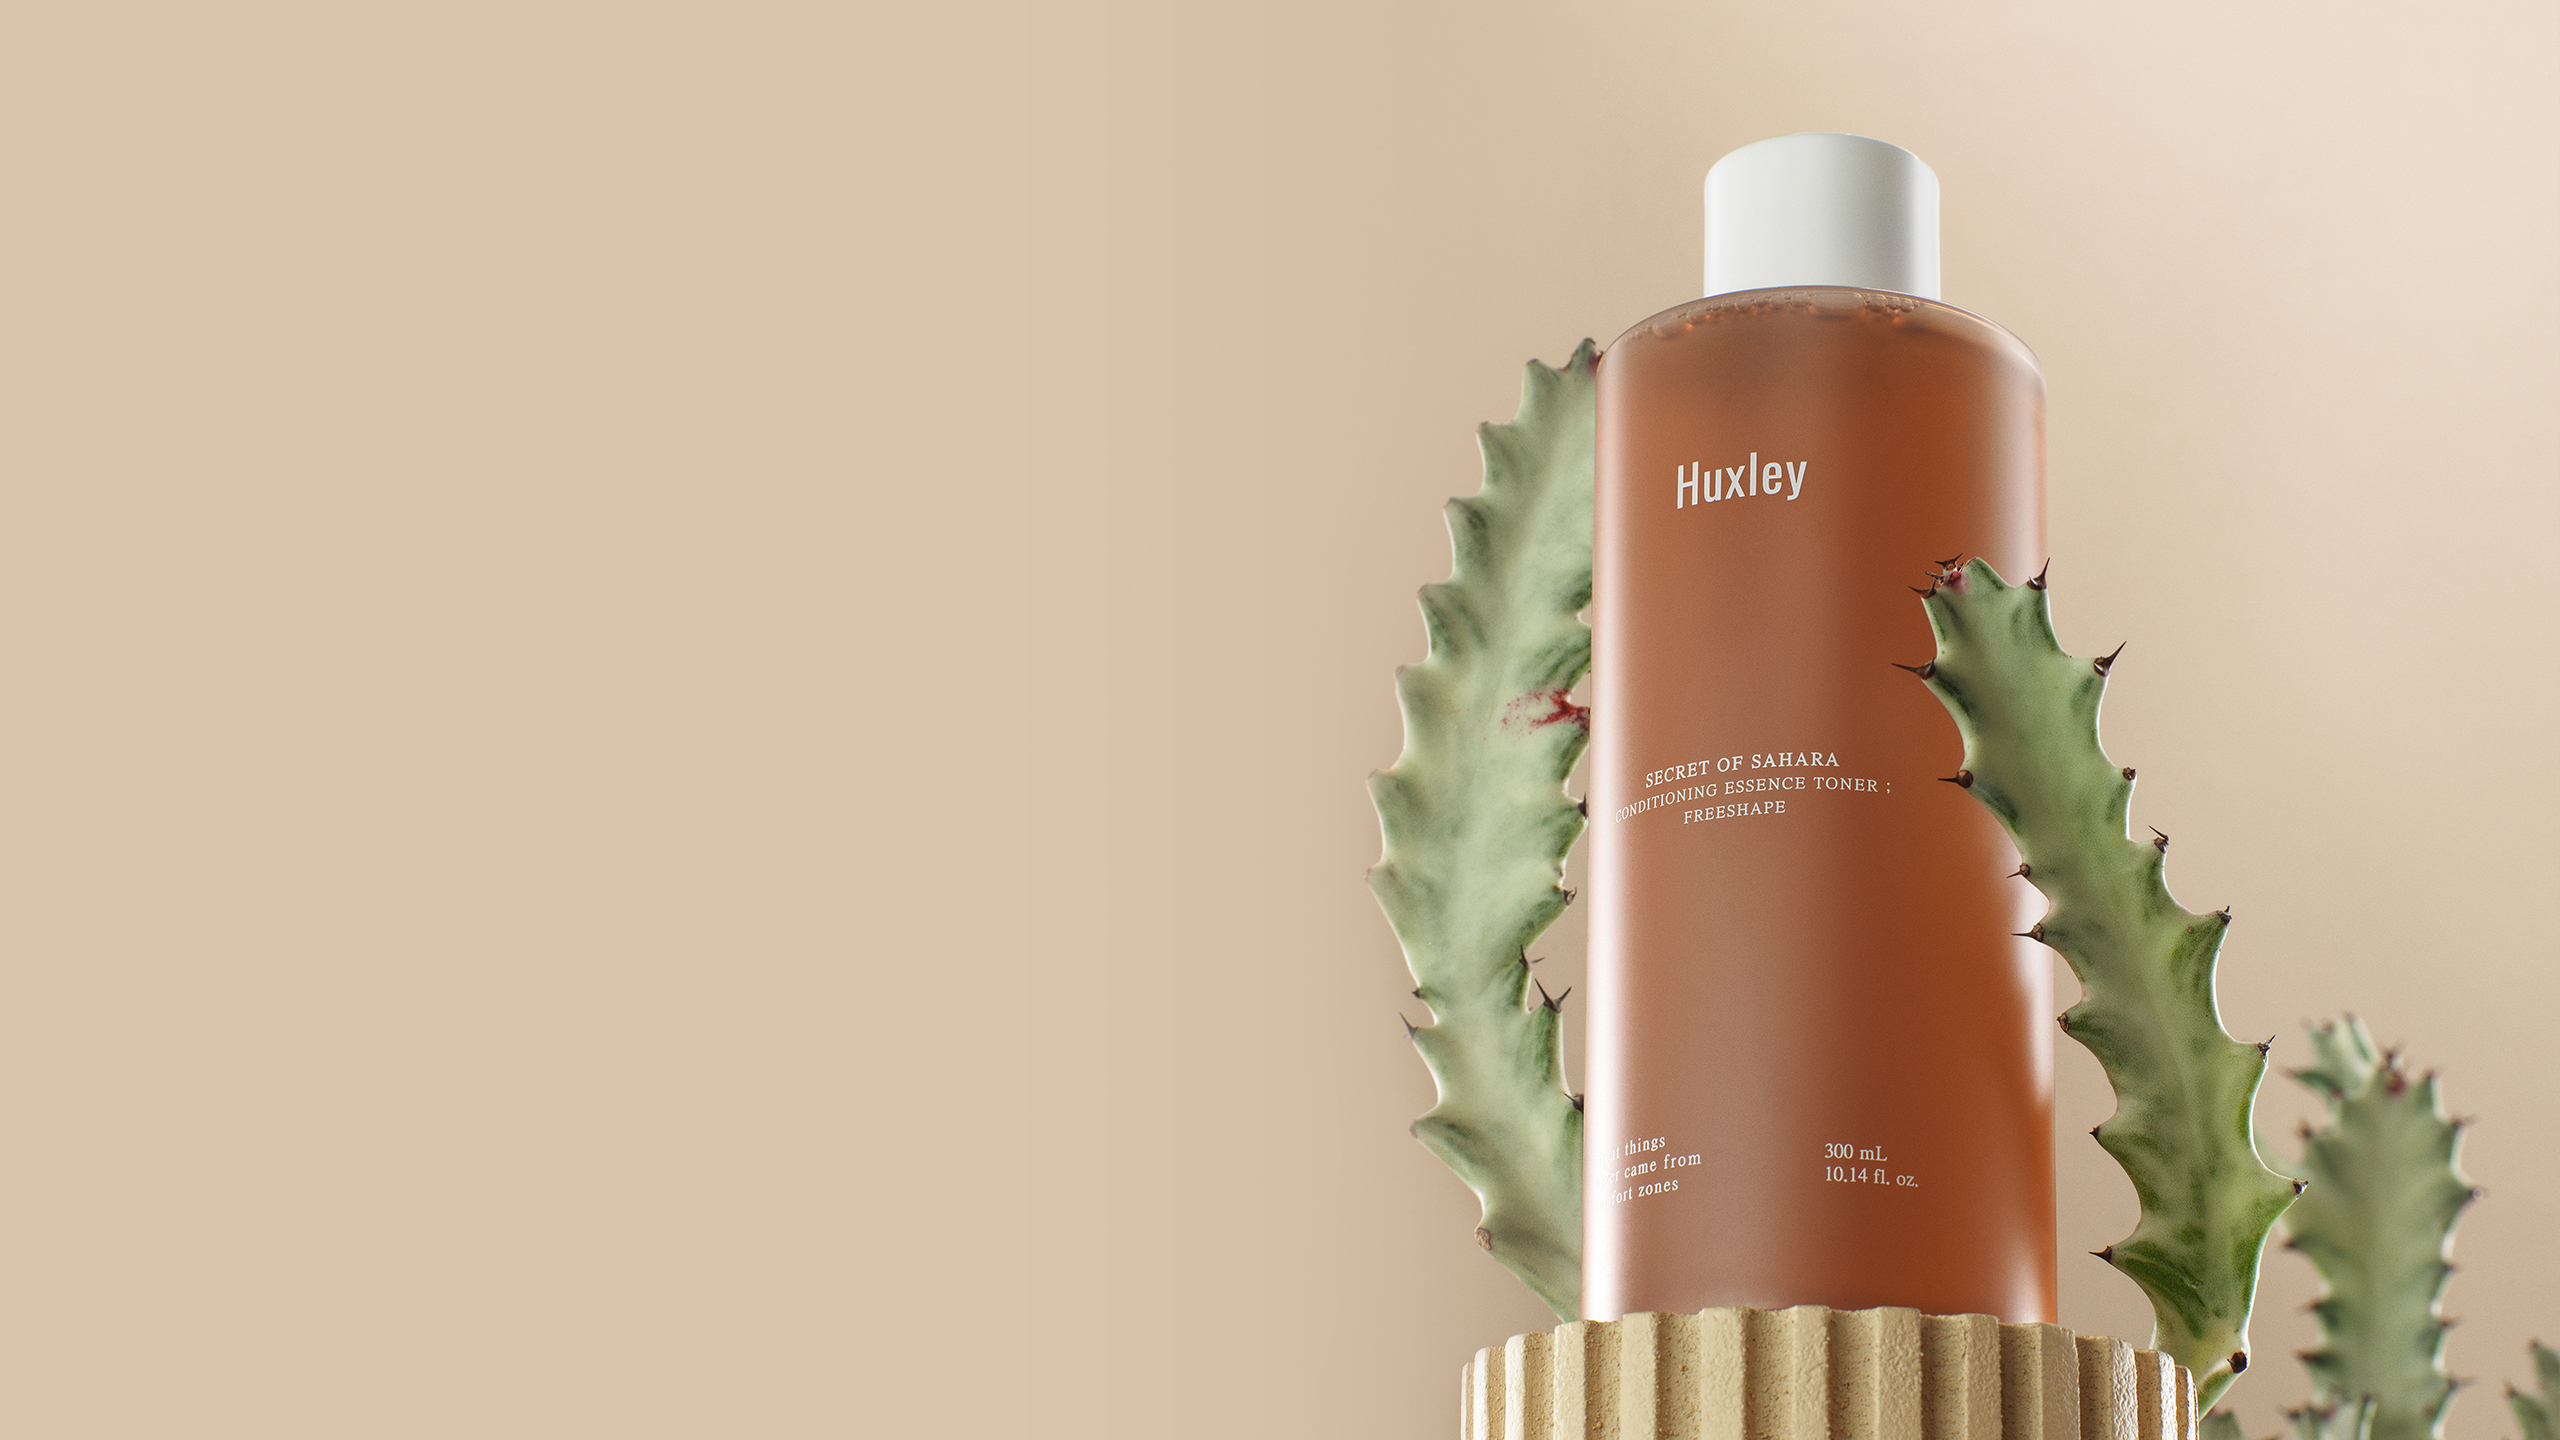 Huxley
SECRET OF SAHARA
CONDITIONING ESSENCE TONER ;
FREESHAPE
things
came from
zones
300 mL
10.14 fl. oz.